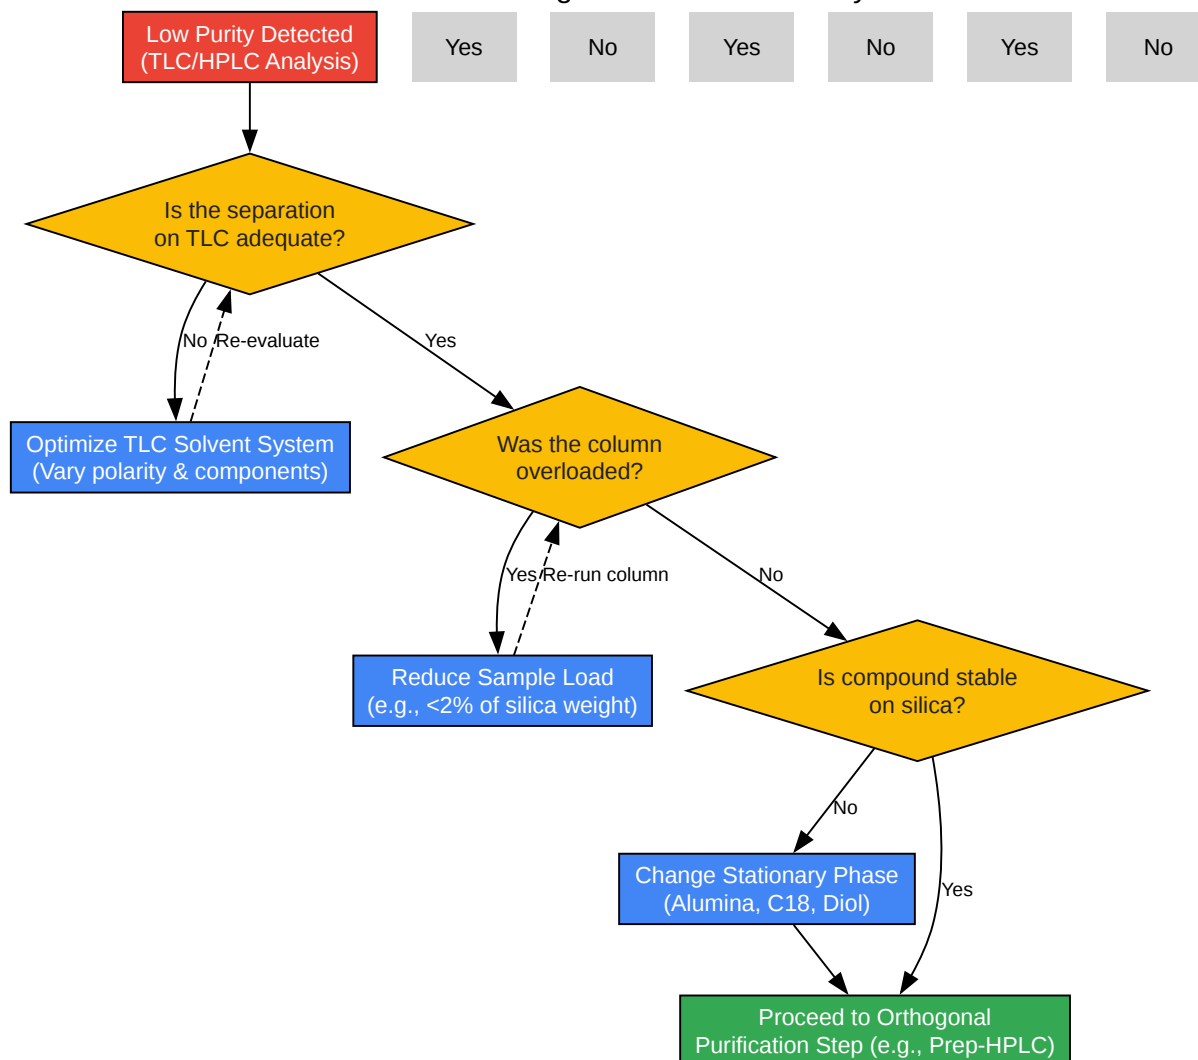 Low Purity Detected
(TLC/HPLC Analysis)
Yes
No
Yes
No
Yes
No
Is the separation
on TLC adequate?
No
Re-evaluate
Yes
Optimize TLC Solvent System
(Vary polarity & components)
Was the column
overloaded?
Yes
Re-run column
No
Reduce Sample Load
(e.g., <2% of silica weight)
Is compound stable
on silica?
No
Change Stationary Phase
(Alumina, C18, Diol)
Yes
Proceed to Orthogonal
Purification Step (e.g., Prep-HPLC)